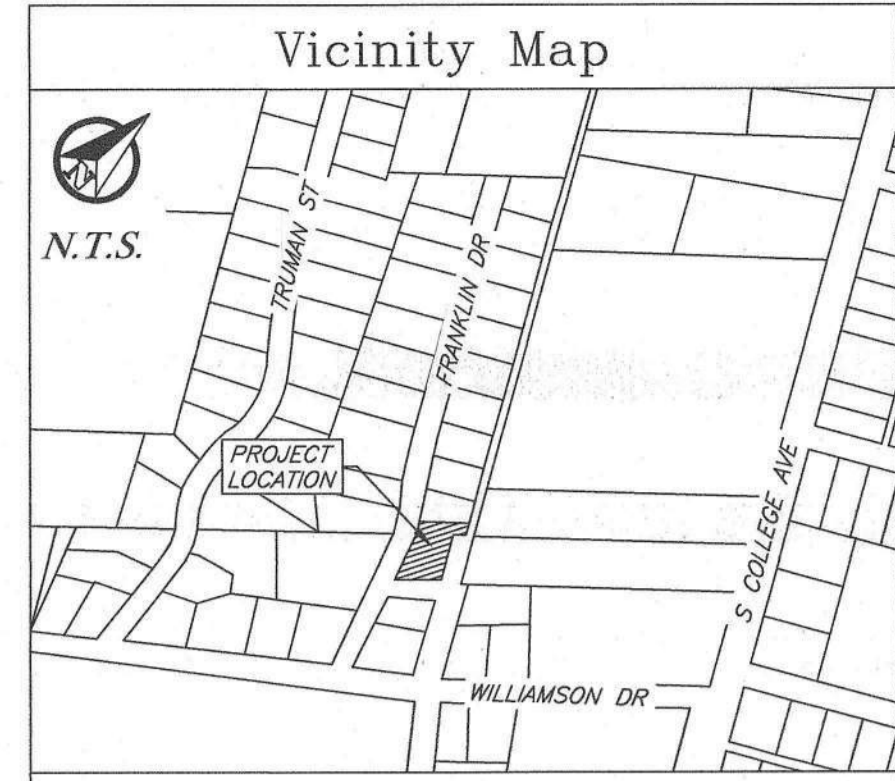 Vicinity Map
N
N.T.S.
TRUMAN ST
FRANKLIN DR
PROJECT
LOCATION
S COLLEGE AVE
WILLIAMSON DR